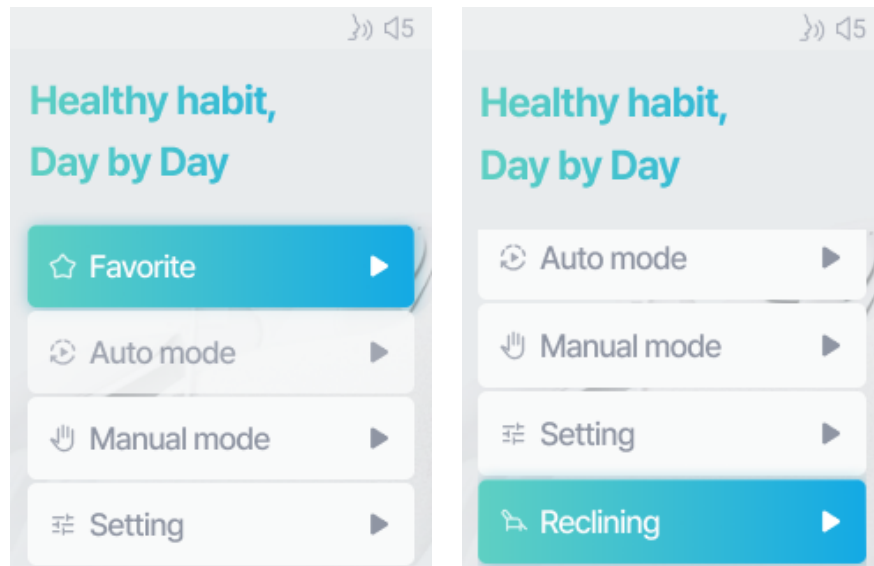 5
Healthy habit,
Day by Day
Favorite
Auto mode
Manual mode
Setting
5
Healthy habit,
Day by Day
Auto mode
Manual mode
Setting
Reclining